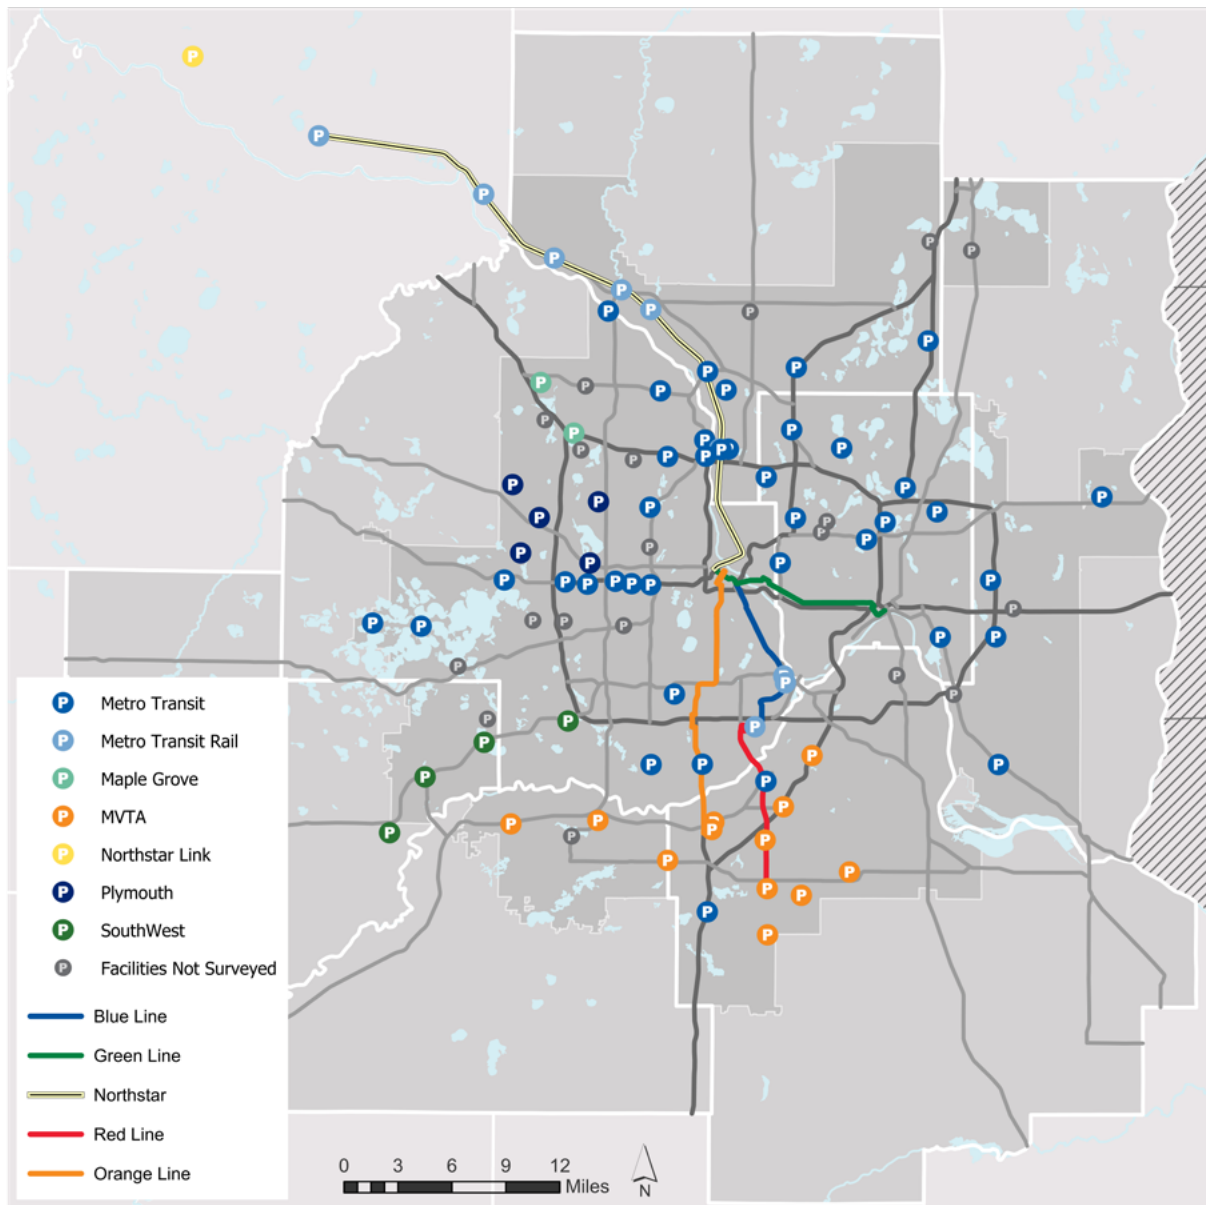 P Metro Transit
P Metro Transit Rail
P Maple Grove
P MVTA
P Northstar Link
P Plymouth
P SouthWest
P Facilities Not Surveyed
Blue Line
Green Line
Northstar
Red Line
Orange Line
0 3 6 9 12
Miles
N